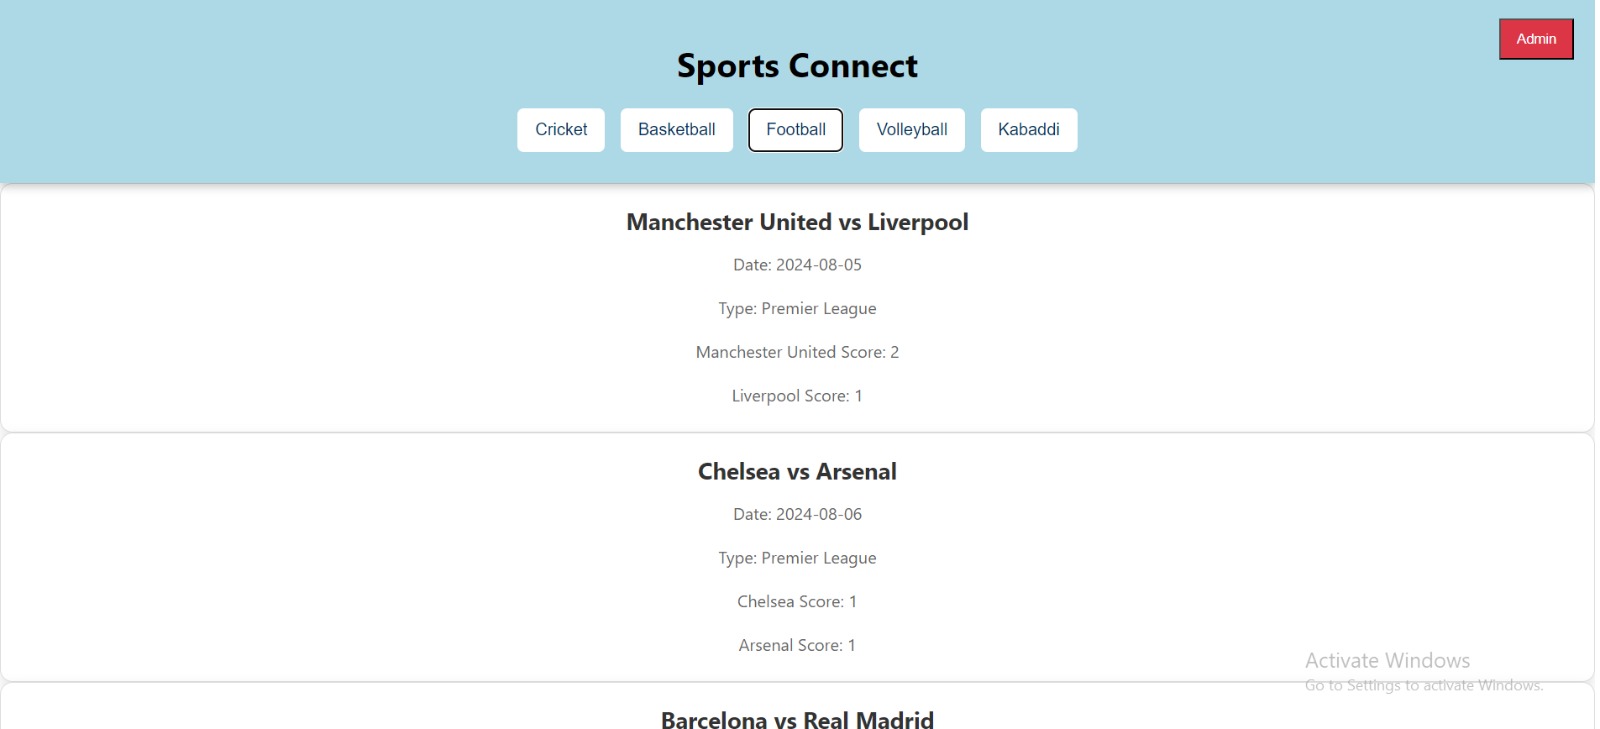 Admin
Sports Connect
Cricket Basketball Football Volleyball Kabaddi
Manchester United vs Liverpool
Date: 2024-08-05
Type: Premier League
Manchester United Score: 2
Liverpool Score: 1
Chelsea vs Arsenal
Date: 2024-08-06
Type: Premier League
Chelsea Score: 1
Arsenal Score: 1
Activate Windows
Go to Settings to activate Windows.
Barcelona vs Real Madrid